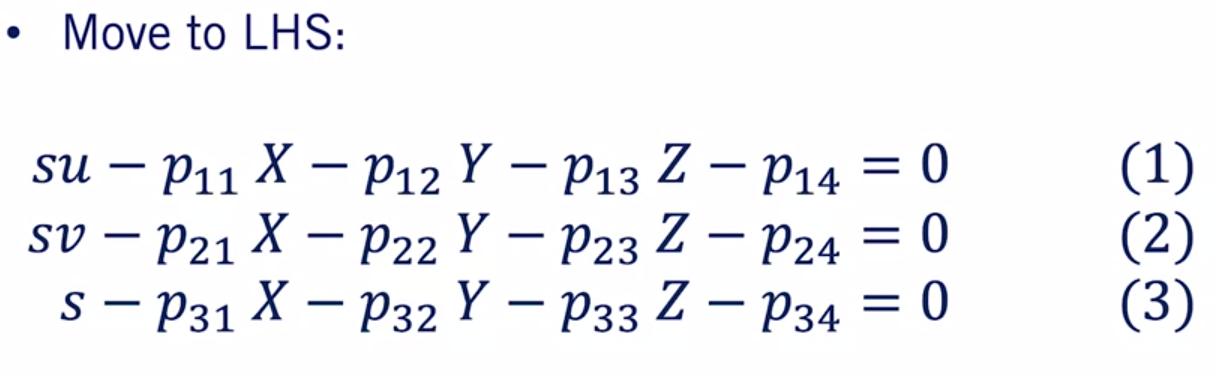 • Move to LHS:
su − p₁₁ X − p₁₂ Y − p₁₃ Z − p₁₄ = 0 (1)
sv − p₂₁ X − p₂₂ Y − p₂₃ Z − p₂₄ = 0 (2)
s − p₃₁ X − p₃₂ Y − p₃₃ Z − p₃₄ = 0 (3)